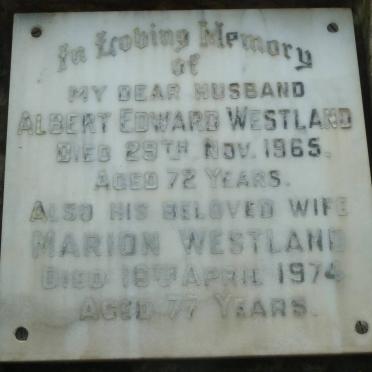 In Loving Memory
of
MY DEAR HUSBAND
ALBERT EDWARD WESTLAND
DIED 29TH NOV. 1965.
AGED 72 YEARS.
ALSO HIS BELOVED WIFE
MARION WESTLAND
DIED 19TH APRIL 1974
AGED 77 YEARS.